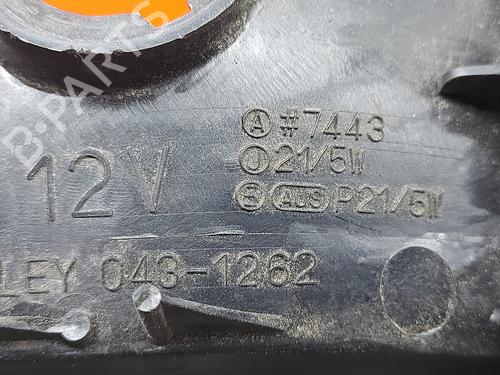 B-PARTS
Ⓐ #7443
Ⓙ 21/5W
12V
Ⓔ AUS P21/5W
LEY 043-1262